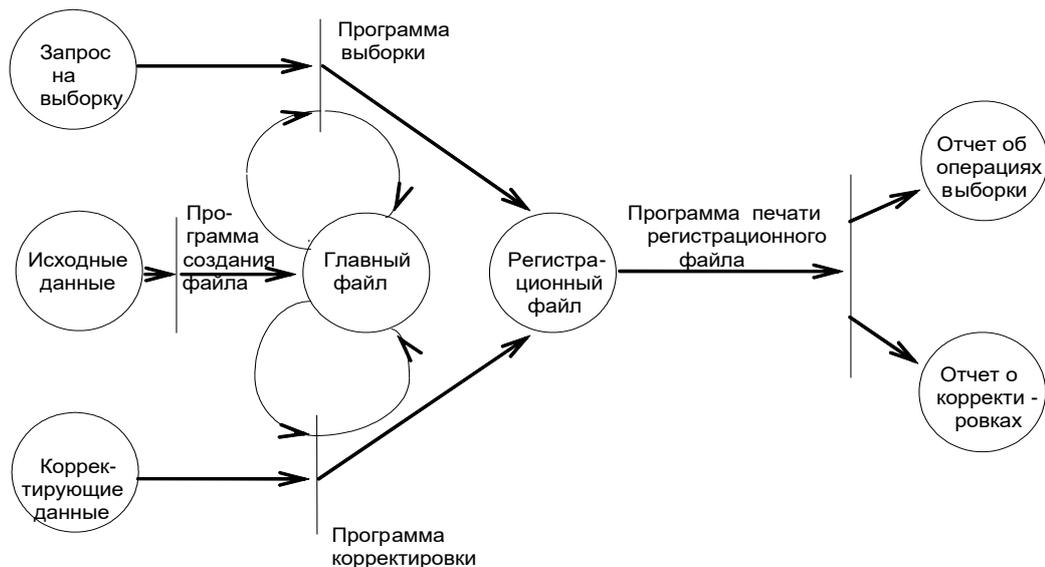 Запрос
на
выборку
Программа
выборки
Исходные
данные
Про-
грамма
создания
файла
Главный
файл
Регистра-
ционный
файл
Программа печати
регистрационного
файла
Отчет об
операциях
выборки
Отчет о
корректи -
ровках
Коррек-
тирующие
данные
Программа
корректировки